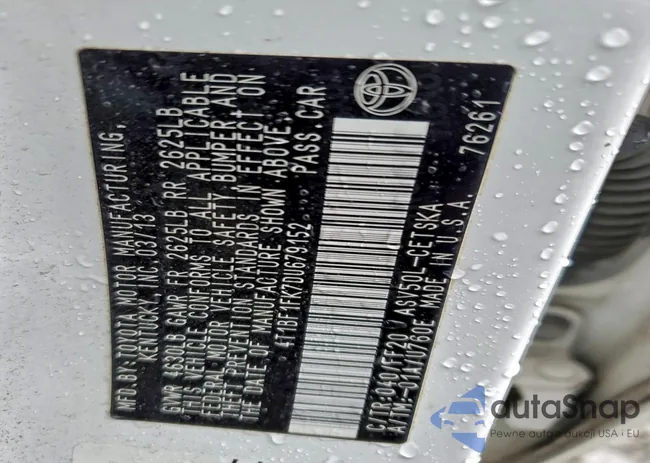 MFD. BY: TOYOTA MOTOR MANUFACTURING,
KENTUCKY, INC. 03/13
GVWR 4630LB GAWR FR 2625LB RR 2625LB
THIS VEHICLE CONFORMS TO ALL APPLICABLE
FEDERAL MOTOR VEHICLE SAFETY, BUMPER AND
THEFT PREVENTION STANDARDS IN EFFECT ON
THE DATE OF MANUFACTURE SHOWN ABOVE.
4T1BF1FK7DU679152 PASS. CAR
C/TR: 040/FF20 ASV50L-CETSKA
A/TM: -01A/U760E MADE IN U.S.A.
76261
autaSnap
Pewne auto z aukcji USA i EU